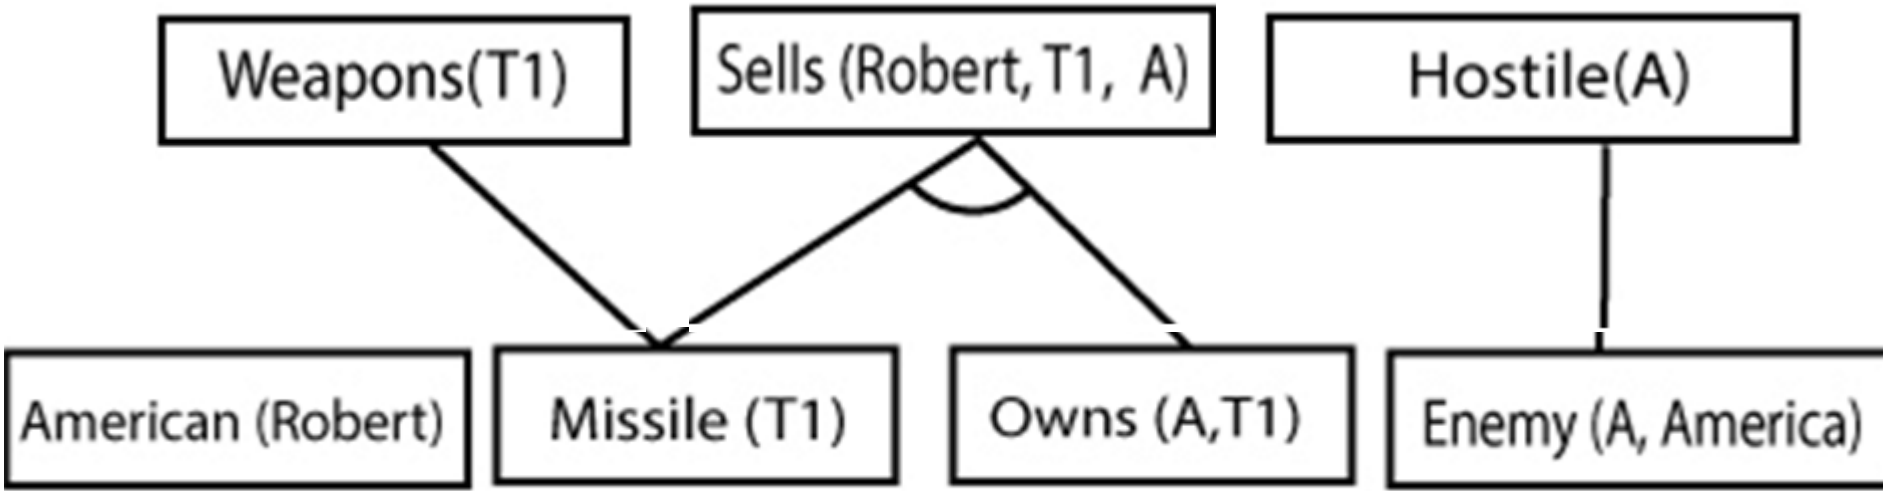 Weapons(T1)
Sells (Robert, T1, A)
Hostile(A)
American (Robert)
Missile (T1)
Owns (A,T1)
Enemy (A, America)